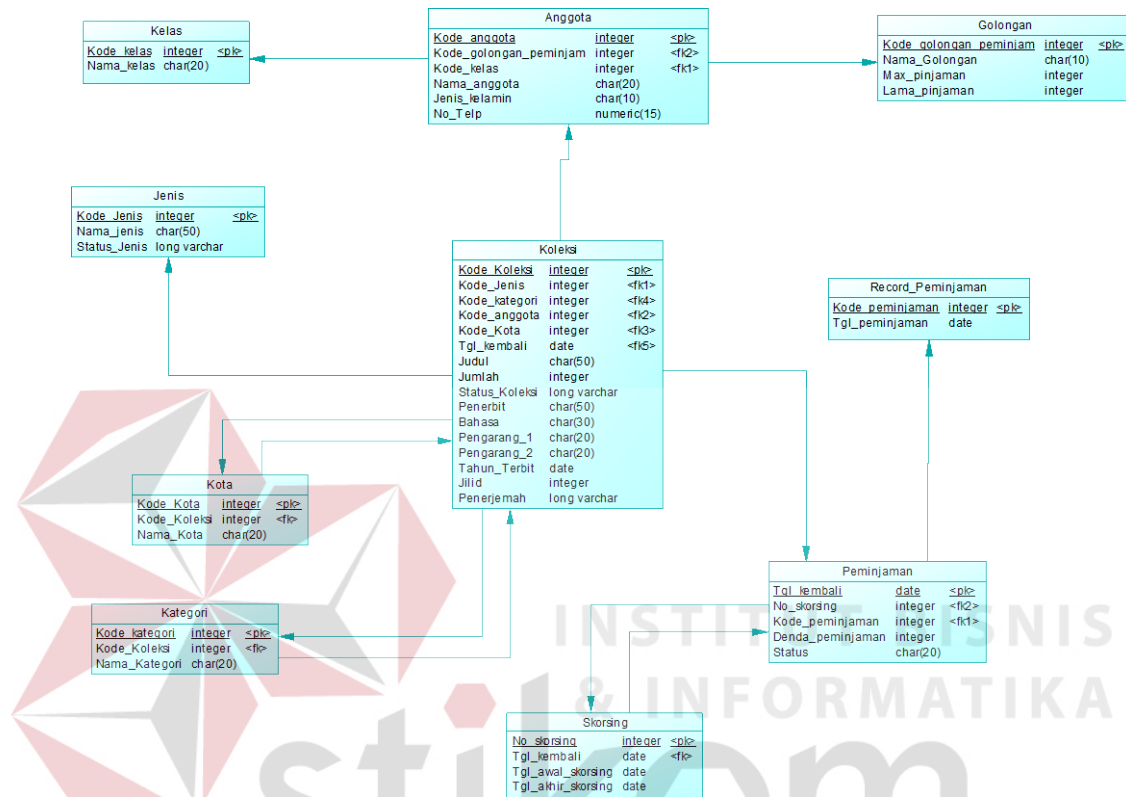 Kelas
Kode_kelas integer <pk>
Nama_kelas char(20)
Anggota
Kode_anggota integer <pk>
Kode_golongan_peminjam integer <fk2>
Kode_kelas integer <fk1>
Nama_anggota char(20)
Jenis_kelamin char(10)
No_Telp numeric(15)
Golongan
Kode_golongan_peminjam integer <pk>
Nama_Golongan char(10)
Max_pinjaman integer
Lama_pinjaman integer
Jenis
Kode_Jenis integer <pk>
Nama_jenis char(50)
Status_Jenis long varchar
Koleksi
Kode_Koleksi integer <pk>
Kode_Jenis integer <fk1>
Kode_kategori integer <fk4>
Kode_anggota integer <fk2>
Kode_Kota integer <fk3>
Tgl_kembali date <fk5>
Judul char(50)
Jumlah integer
Status_Koleksi long varchar
Penerbit char(50)
Bahasa char(30)
Pengarang_1 char(20)
Pengarang_2 char(20)
Tahun_Terbit date
Jilid integer
Penerjemah long varchar
Record_Peminjaman
Kode_peminjaman integer <pk>
Tgl_peminjaman date
Kota
Kode_Kota integer <pk>
Kode_Koleksi integer <fk>
Nama_Kota char(20)
Kategori
Kode_kategori integer <pk>
Kode_Koleksi integer <fk>
Nama_Kategori char(20)
Peminjaman
Tgl_kembali date <pk>
No_skorsing integer <fk2>
Kode_peminjaman integer <fk1>
Denda_peminjaman integer
Status char(20)
Skorsing
No_skorsing integer <pk>
Tgl_kembali date <fk>
Tgl_awal_skorsing date
Tgl_akhir_skorsing date
INSTITUT BISNIS
& INFORMATIKA
stikom